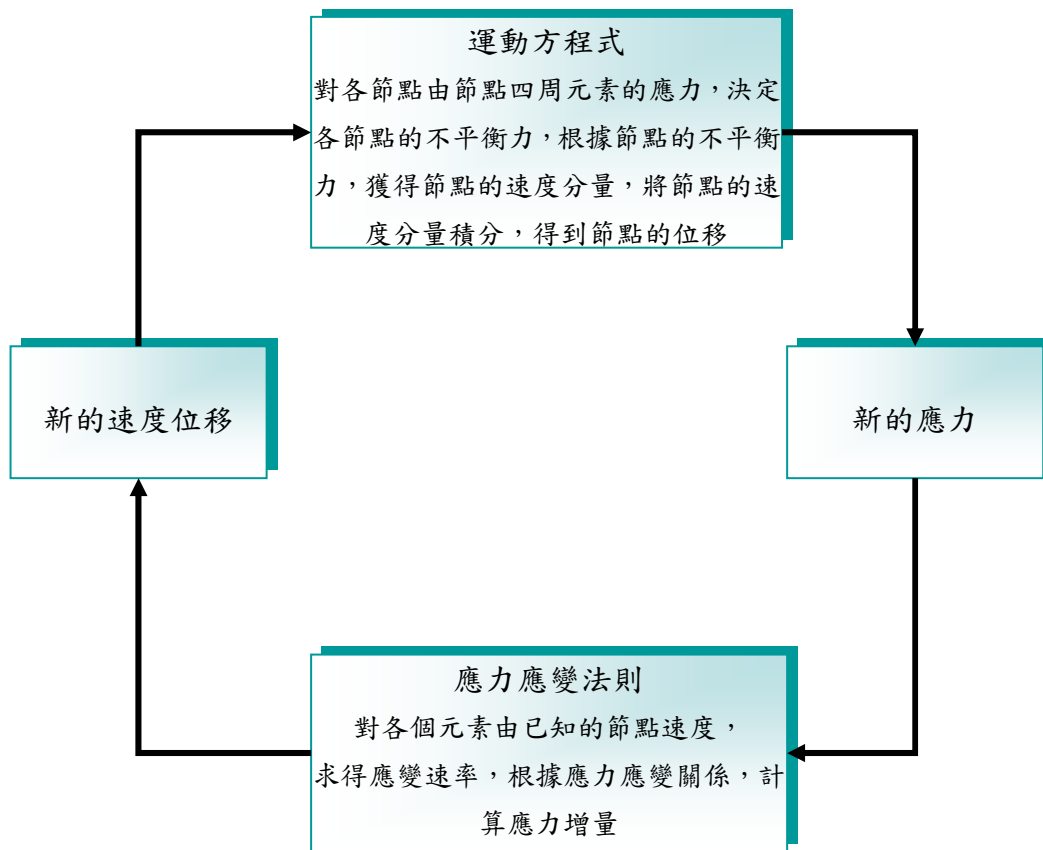 運動方程式
對各節點由節點四周元素的應力，決定
各節點的不平衡力，根據節點的不平衡
力，獲得節點的速度分量，將節點的速
度分量積分，得到節點的位移
新的速度位移
新的應力
應力應變法則
對各個元素由已知的節點速度，
求得應變速率，根據應力應變關係，計
算應力增量